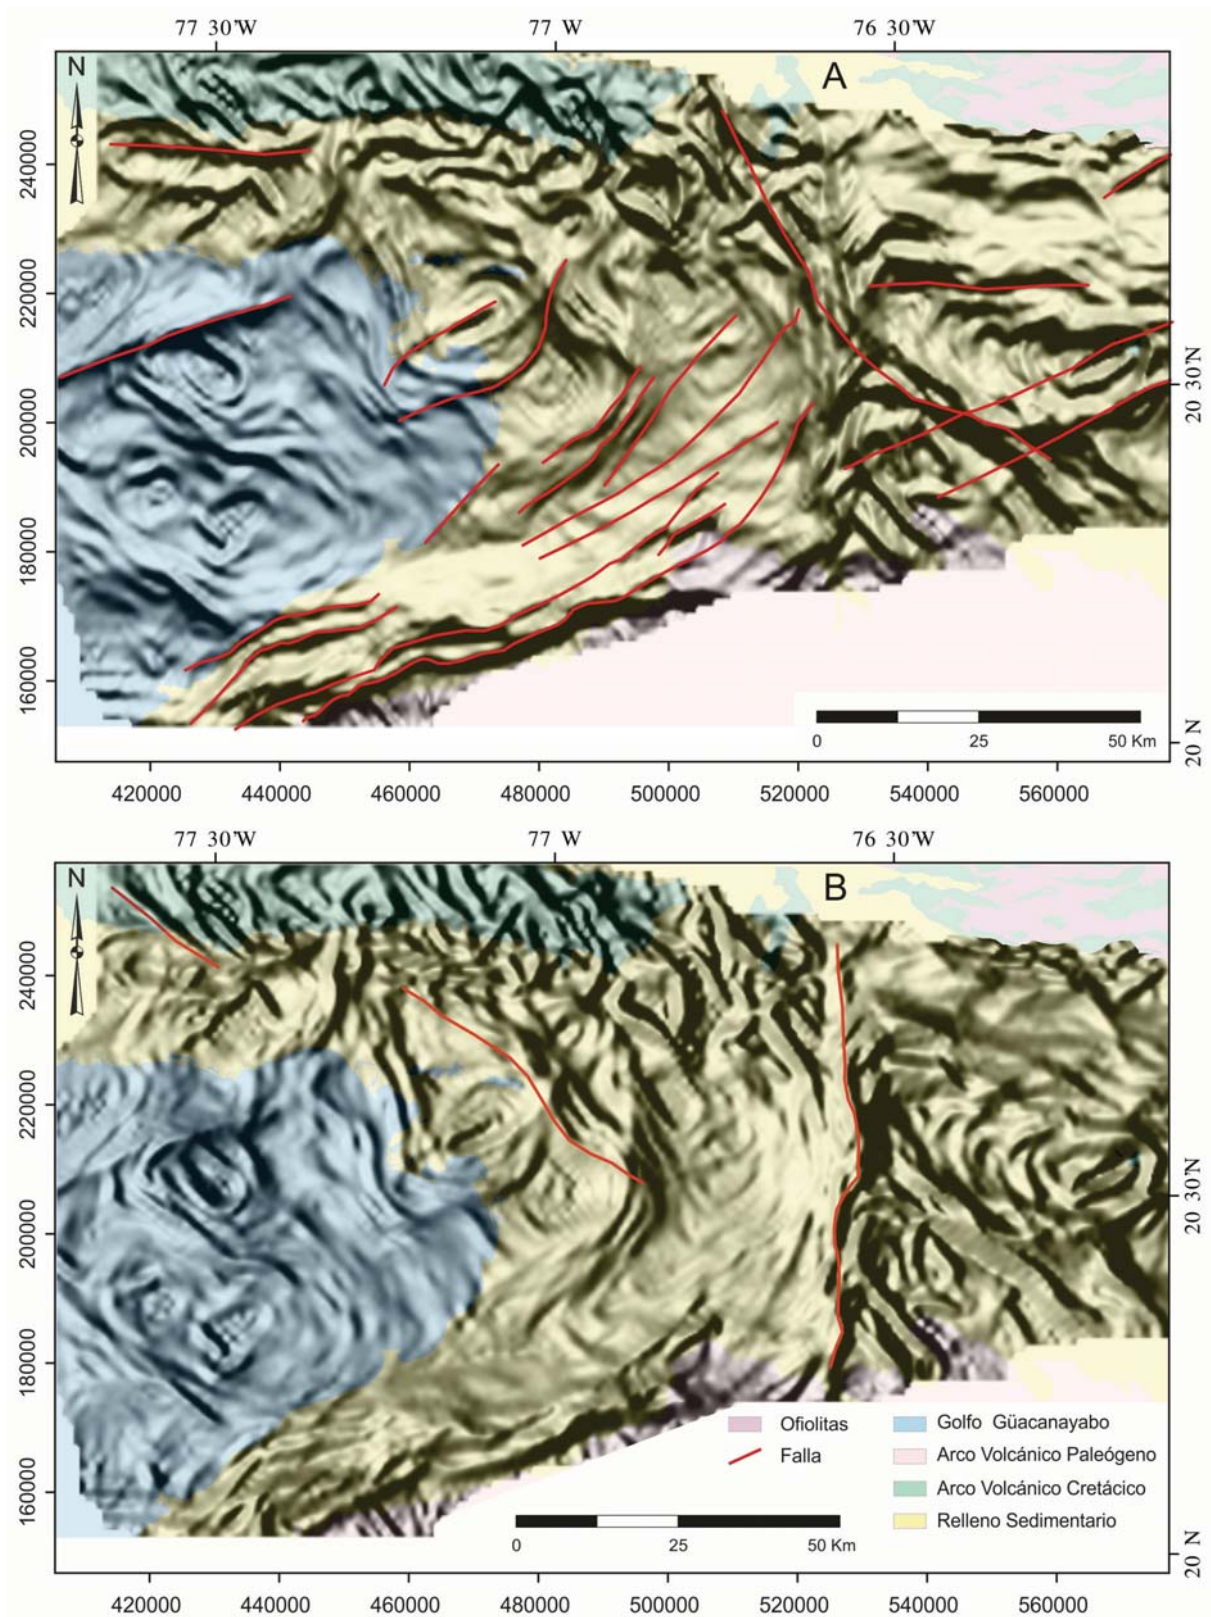 77 30'W 77 W 76 30'W
N
A
240000
220000
200000
180000
160000
20 30'N
20 N
0 25 50 Km
420000 440000 460000 480000 500000 520000 540000 560000
77 30'W 77 W 76 30'W
N
B
240000
220000
200000
180000
160000
20 30'N
20 N
Ofiolitas
Falla
Golfo Güacanayabo
Arco Volcánico Paleógeno
Arco Volcánico Cretácico
Relleno Sedimentario
0 25 50 Km
420000 440000 460000 480000 500000 520000 540000 560000